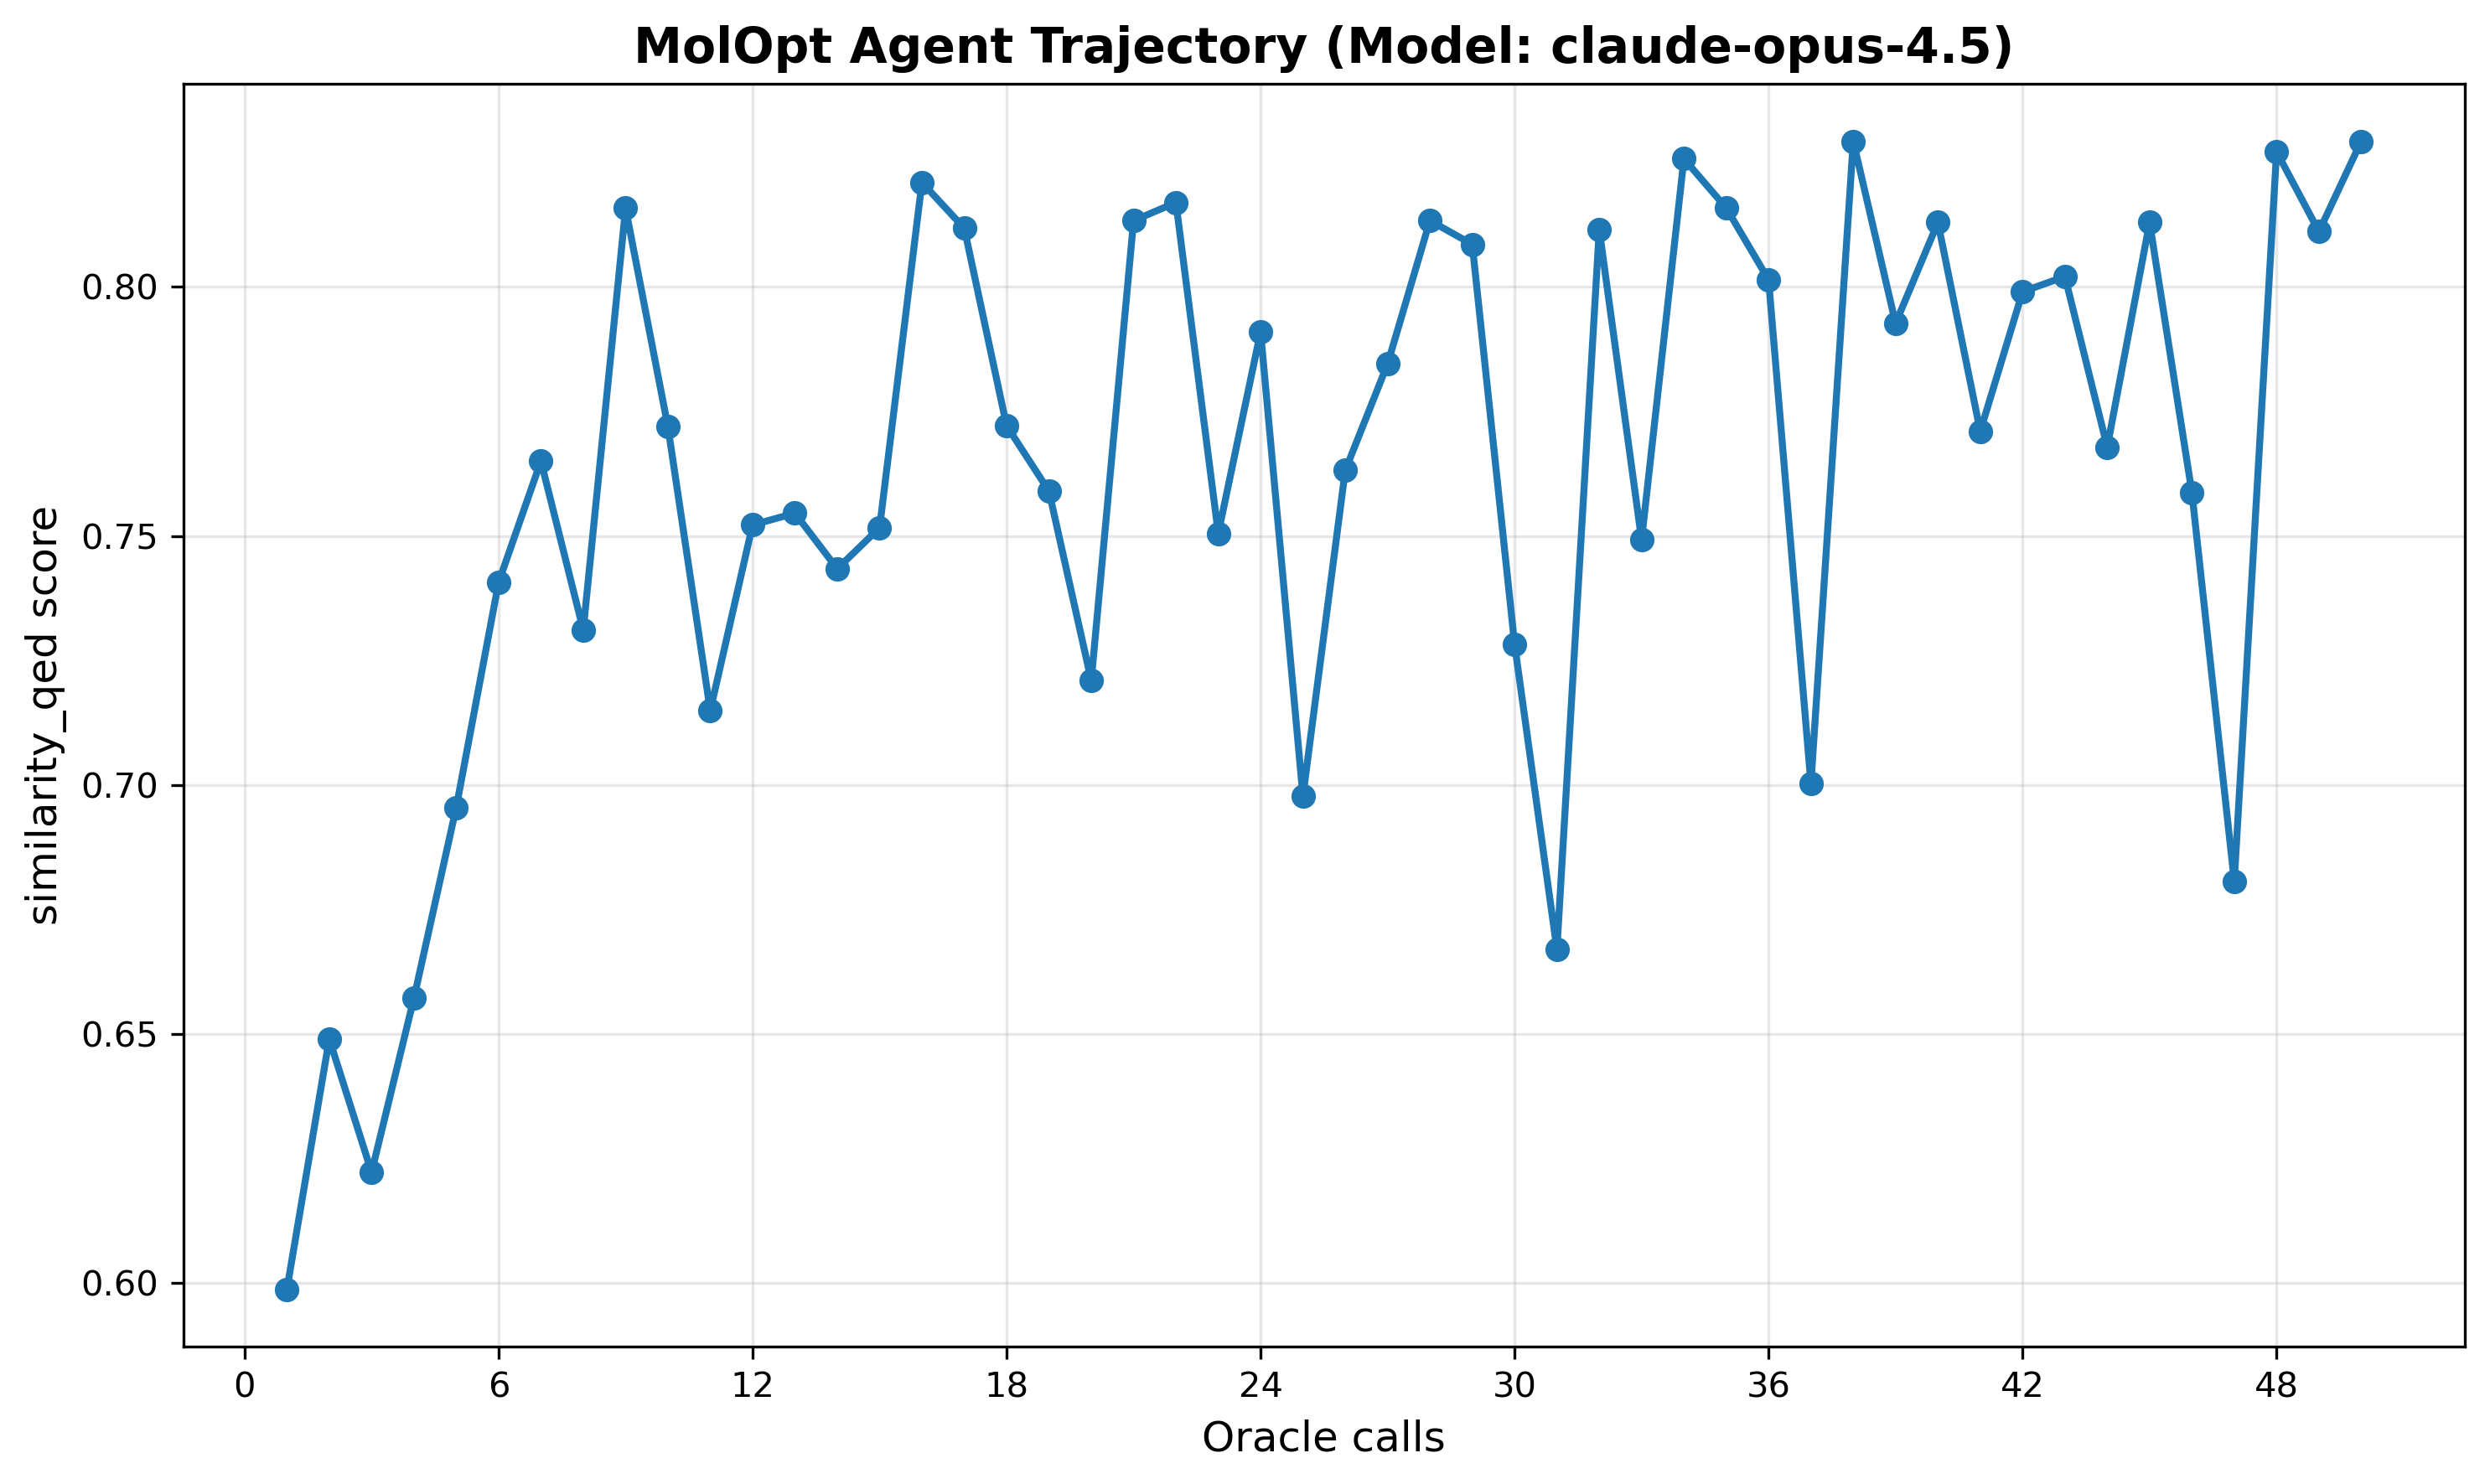 MolOpt Agent Trajectory (Model: claude-opus-4.5)
similarity_qed score
0.80
0.75
0.70
0.65
0.60
0 6 12 18 24 30 36 42 48
Oracle calls